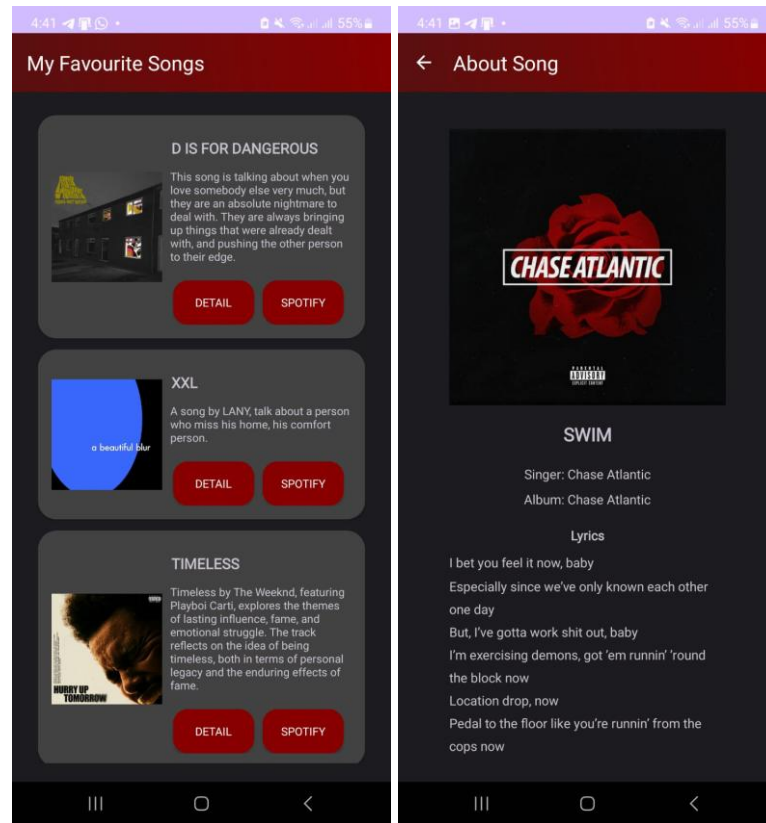 4:41
55%
My Favourite Songs
D IS FOR DANGEROUS
This song is talking about when you
love somebody else very much, but
they are an absolute nightmare to
deal with. They are always bringing
up things that were already dealt
with, and pushing the other person
to their edge.
DETAIL
SPOTIFY
a beautiful blur
XXL
A song by LANY, talk about a person
who miss his home, his comfort
person.
DETAIL
SPOTIFY
HURRY UP
TOMORROW
TIMELESS
Timeless by The Weeknd, featuring
Playboi Carti, explores the themes
of lasting influence, fame, and
emotional struggle. The track
reflects on the idea of being
timeless, both in terms of personal
legacy and the enduring effects of
fame.
DETAIL
SPOTIFY
4:41
55%
About Song
CHASE ATLANTIC
PARENTAL
ADVISORY
EXPLICIT CONTENT
SWIM
Singer: Chase Atlantic
Album: Chase Atlantic
Lyrics
I bet you feel it now, baby
Especially since we've only known each other
one day
But, I've gotta work shit out, baby
I'm exercising demons, got 'em runnin' 'round
the block now
Location drop, now
Pedal to the floor like you're runnin' from the
cops now